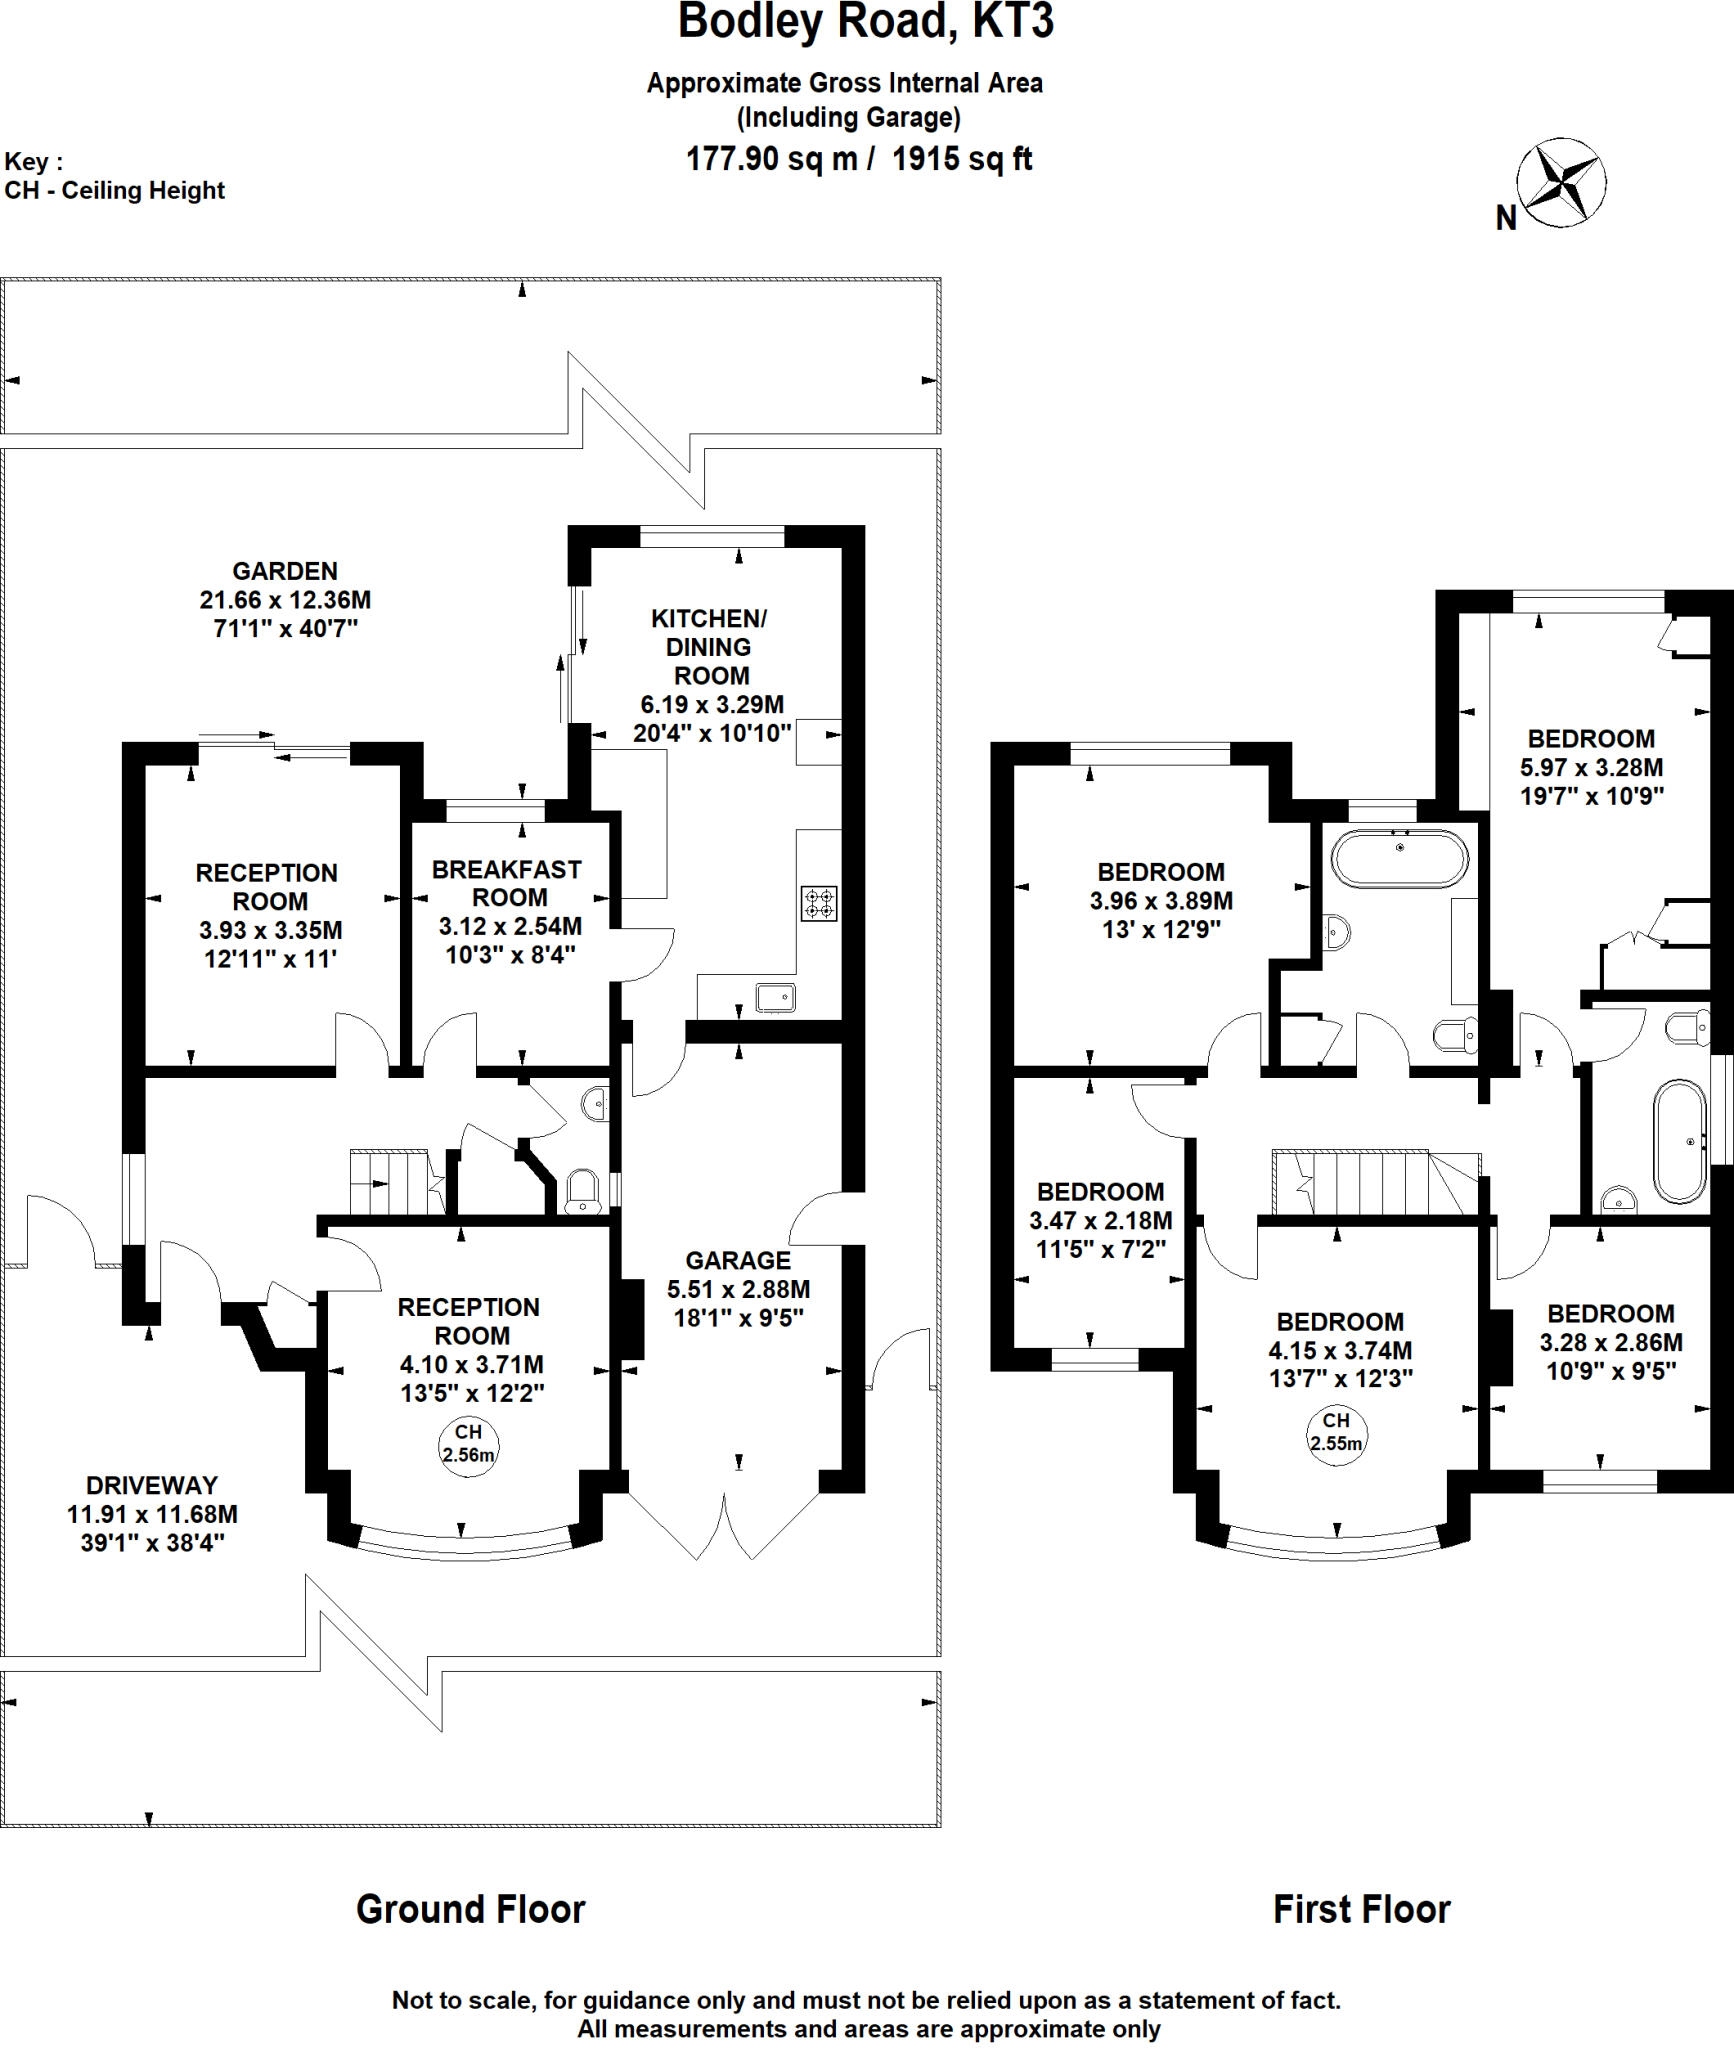 Bodley Road, KT3
Approximate Gross Internal Area
(Including Garage)
177.90 sq m / 1915 sq ft
Key :
CH - Ceiling Height
N
GARDEN
21.66 x 12.36M
71'1" x 40'7"
KITCHEN/
DINING
ROOM
6.19 x 3.29M
20'4" x 10'10"
RECEPTION
ROOM
3.93 x 3.35M
12'11" x 11'
BREAKFAST
ROOM
3.12 x 2.54M
10'3" x 8'4"
GARAGE
5.51 x 2.88M
18'1" x 9'5"
RECEPTION
ROOM
4.10 x 3.71M
13'5" x 12'2"
CH
2.56m
DRIVEWAY
11.91 x 11.68M
39'1" x 38'4"
BEDROOM
5.97 x 3.28M
19'7" x 10'9"
BEDROOM
3.96 x 3.89M
13' x 12'9"
BEDROOM
3.47 x 2.18M
11'5" x 7'2"
BEDROOM
4.15 x 3.74M
13'7" x 12'3"
CH
2.55m
BEDROOM
3.28 x 2.86M
10'9" x 9'5"
Ground Floor
First Floor
Not to scale, for guidance only and must not be relied upon as a statement of fact.
All measurements and areas are approximate only